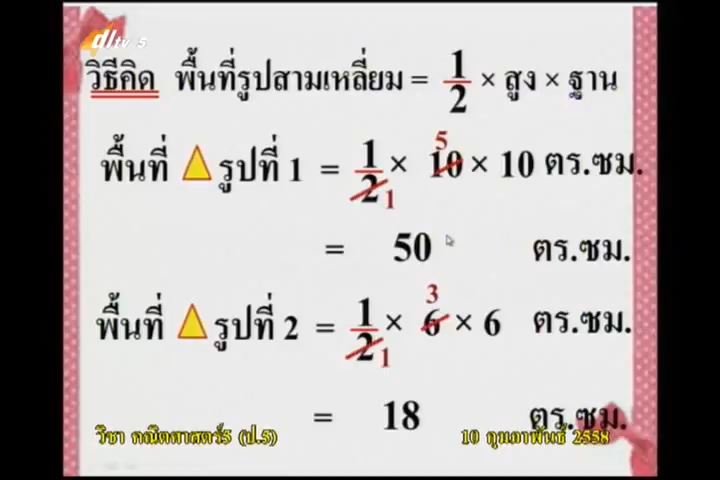 dltv 5
วิธีคิด พื้นที่รูปสามเหลี่ยม = 1/2 × สูง × ฐาน
5
พื้นที่ รูปที่ 1 = 1/2 × 10 × 10 ตร.ซม.
1
= 50 ตร.ซม.
3
พื้นที่ รูปที่ 2 = 1/2 × 6 × 6 ตร.ซม.
1
= 18 ตร.ซม.
วิชา คณิตศาสตร์5 (ป.5) 10 กุมภาพันธ์ 2558